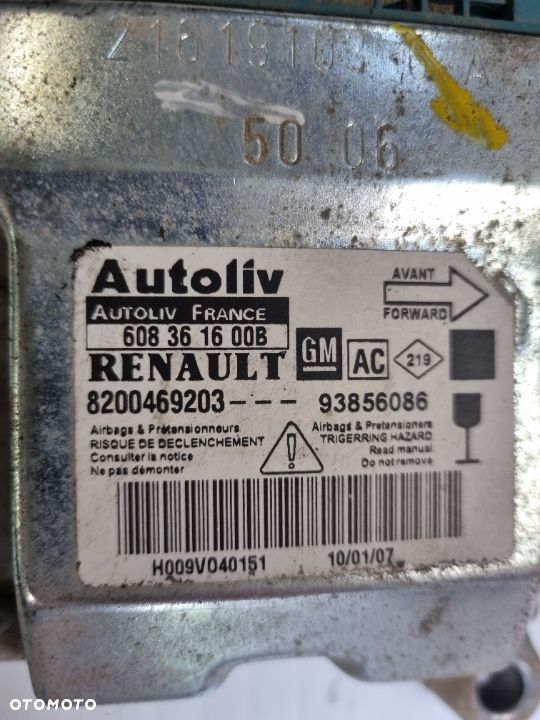 50 06
Autoliv
AUTOLIV FRANCE
608 36 16 00B
RENAULT GM AC 219
AVANT
FORWARD
8200469203--- 93856086
Airbags & Prétensionneurs
RISQUE DE DECLENCHEMENT
Consulter la notice
Ne pas démonter
Airbags & Pretensioners
TRIGERRING HAZARD
Read manual
Do not remove
H009V040151 10/01/07
OTOMOTO